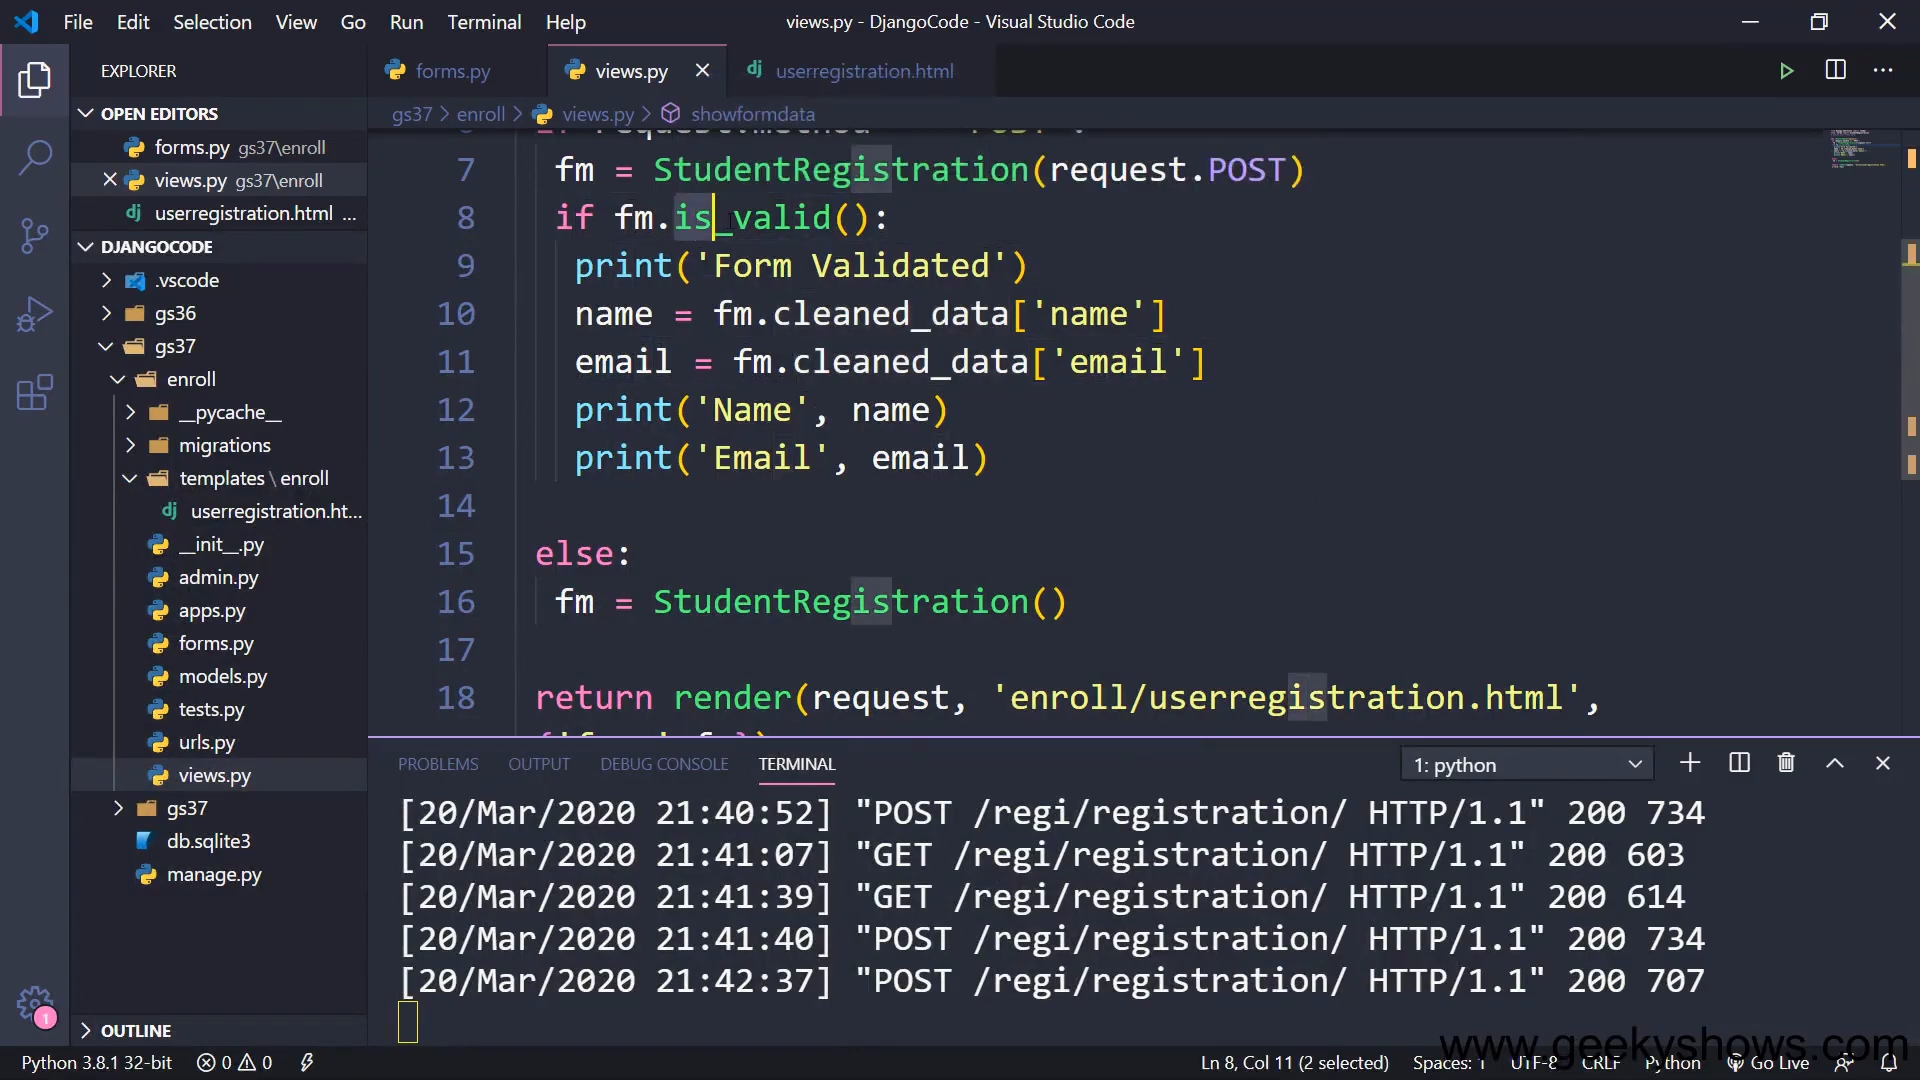 File Edit Selection View Go Run Terminal Help
views.py - DjangoCode - Visual Studio Code
EXPLORER
OPEN EDITORS
forms.py gs37\enroll
views.py gs37\enroll
userregistration.html ...
DJANGOCODE
.vscode
gs36
gs37
enroll
__pycache__
migrations
templates \ enroll
userregistration.ht...
__init__.py
admin.py
apps.py
forms.py
models.py
tests.py
urls.py
views.py
gs37
db.sqlite3
manage.py
OUTLINE
forms.py
views.py
userregistration.html
gs37 > enroll > views.py > showformdata
7 fm = StudentRegistration(request.POST)
8 if fm.is_valid():
9 print('Form Validated')
10 name = fm.cleaned_data['name']
11 email = fm.cleaned_data['email']
12 print('Name', name)
13 print('Email', email)
14
15 else:
16 fm = StudentRegistration()
17
18 return render(request, 'enroll/userregistration.html',
PROBLEMS OUTPUT DEBUG CONSOLE TERMINAL
1: python
[20/Mar/2020 21:40:52] "POST /regi/registration/ HTTP/1.1" 200 734
[20/Mar/2020 21:41:07] "GET /regi/registration/ HTTP/1.1" 200 603
[20/Mar/2020 21:41:39] "GET /regi/registration/ HTTP/1.1" 200 614
[20/Mar/2020 21:41:40] "POST /regi/registration/ HTTP/1.1" 200 734
[20/Mar/2020 21:42:37] "POST /regi/registration/ HTTP/1.1" 200 707
1
www.geekyshows.com
Python 3.8.1 32-bit 0 0
Ln 8, Col 11 (2 selected) Spaces: 1 UTF-8 CRLF Python Go Live